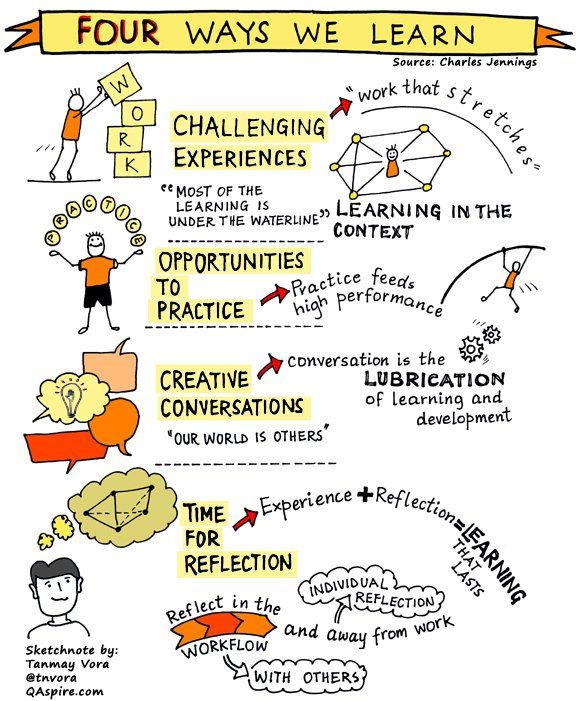 FOUR WAYS WE LEARN
Source: Charles Jennings
WORK
CHALLENGING
EXPERIENCES
"work that stretches"
"MOST OF THE
LEARNING IS
UNDER THE WATERLINE"
LEARNING IN THE
CONTEXT
PRACTICE
OPPORTUNITIES
TO
PRACTICE
Practice feeds
high performance
CREATIVE
CONVERSATIONS
"OUR WORLD IS OTHERS"
conversation is the
LUBRICATION
of learning and
development
TIME
FOR
REFLECTION
Experience + Reflection = LEARNING
THAT
LASTS
Reflect in the
WORKFLOW
and away from work
INDIVIDUAL
REFLECTION
WITH OTHERS
Sketchnote by:
Tanmay Vora
@tnvora
QAspire.com